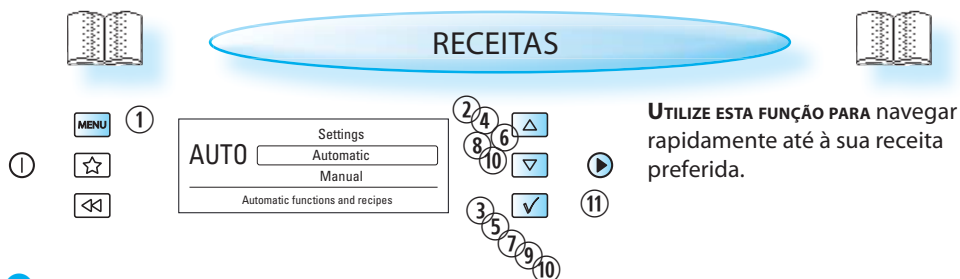 RECEITAS
MENU
①
AUTO
Settings
Automatic
Manual
Automatic functions and recipes
②
④
⑥
⑧
⑩
③
⑤
⑦
⑨
⑩
⑪
UTILIZE ESTA FUNÇÃO PARA navegar
rapidamente até à sua receita
preferida.